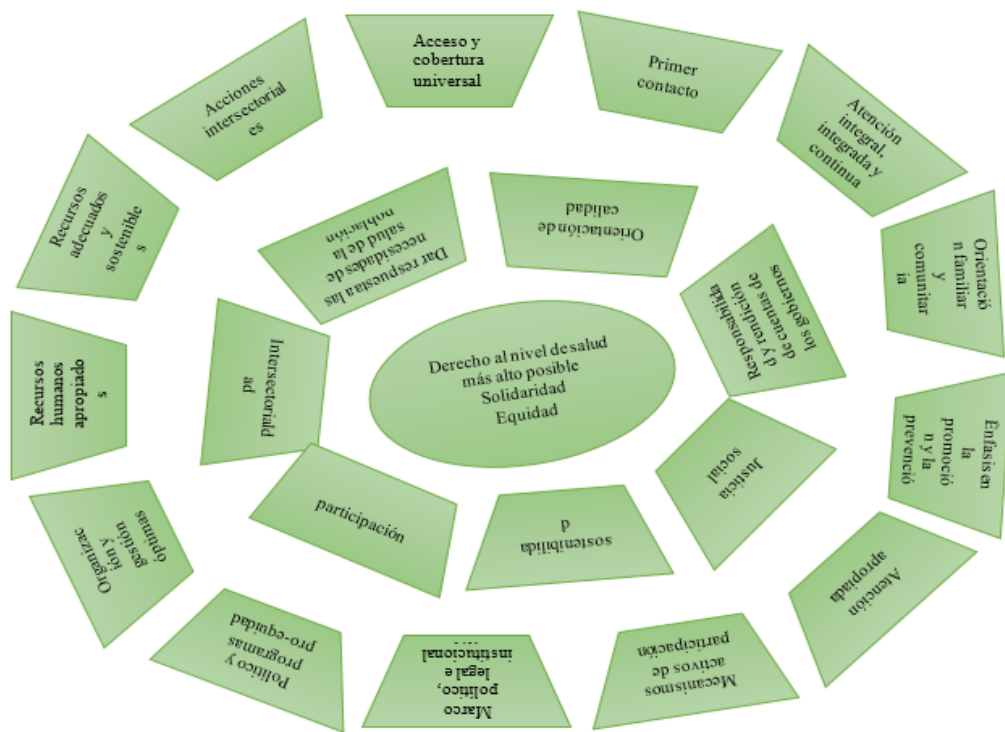 Acceso y
cobertura
universal
Primer
contacto
Atención
integral,
integrada y
continua
Orientació
n familiar
y
comunitar
ia
Énfasis en
la
promoció
n y la
prevenció
Atención
apropiada
Mecanismos
activos de
participación
Marco
político,
legal e
institucional
Político y
programas
pro-equidad
Organizac
ión y
gestión
óptimas
Recursos
humanos
apropiado
s
Recursos
adecuados
y
sostenible
s
Acciones
intersectorial
es
Dar respuesta a las
necesidades de
salud de la
población
Orientación de
calidad
Responsabilida
d y rendición
de cuentas de
los gobiernos
Justicia
social
sostenibilida
d
participación
Intersectoriald
ad
Derecho al nivel de salud
más alto posible
Solidaridad
Equidad